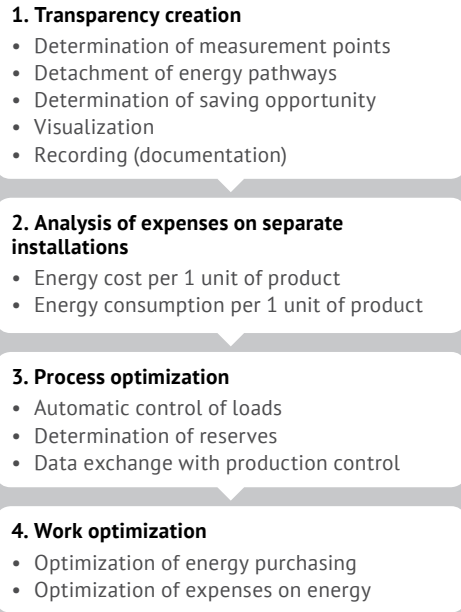 1. Transparency creation
• Determination of measurement points
• Detachment of energy pathways
• Determination of saving opportunity
• Visualization
• Recording (documentation)
2. Analysis of expenses on separate
installations
• Energy cost per 1 unit of product
• Energy consumption per 1 unit of product
3. Process optimization
• Automatic control of loads
• Determination of reserves
• Data exchange with production control
4. Work optimization
• Optimization of energy purchasing
• Optimization of expenses on energy